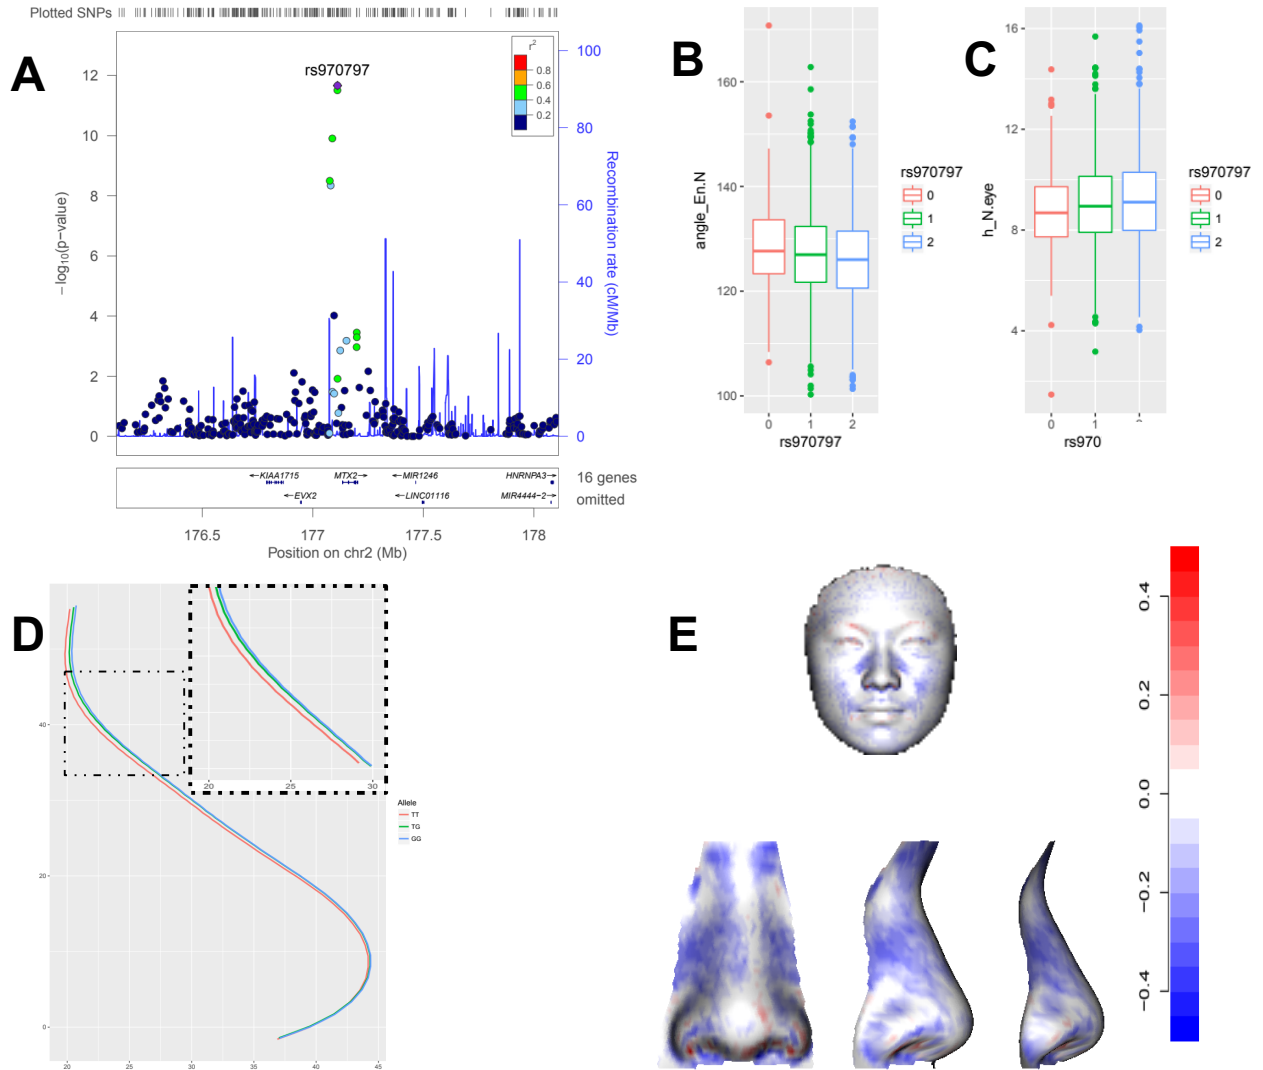 Plotted SNPs
A
rs970797
r2
0.8
0.6
0.4
0.2
12
10
8
6
4
2
0
−log10(p−value)
100
80
60
40
20
0
Recombination rate (cM/Mb)
KIAA1715
MTX2
MIR1246
HNRNPA3
EVX2
LINC01116
MIR4444−2
16 genes
omitted
176.5
177
177.5
178
Position on chr2 (Mb)
B
160
140
120
100
angle_En.N
0
1
2
rs970797
rs970797
0
1
2
C
16
12
8
4
h_N.eye
0
1
rs970
rs970797
0
1
2
D
20
25
30
40
20
0
20
25
30
35
40
45
Allele
TT
TG
GG
E
0.4
0.2
0.0
−0.2
−0.4